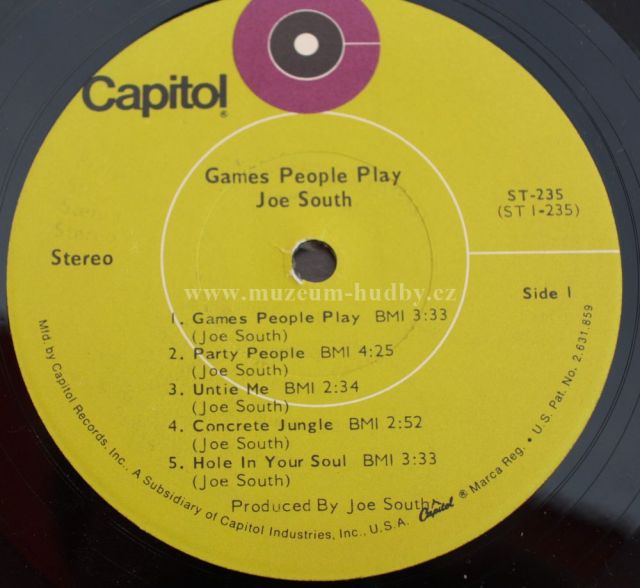 Capitol®
Games People Play
Joe South
ST-235
(ST 1-235)
Stereo
Side 1
www.muzeum-hudby.cz
1. Games People Play BMI 3:33
(Joe South)
2. Party People BMI 4:25
(Joe South)
3. Untie Me BMI 2:34
(Joe South)
4. Concrete Jungle BMI 2:52
(Joe South)
5. Hole In Your Soul BMI 3:33
(Joe South)
Produced By Joe South
Mfd. by Capitol Records, Inc., A Subsidiary of Capitol Industries, Inc., U.S.A. Capitol ® Marca Reg. • U.S. Pat. No. 2,631,859